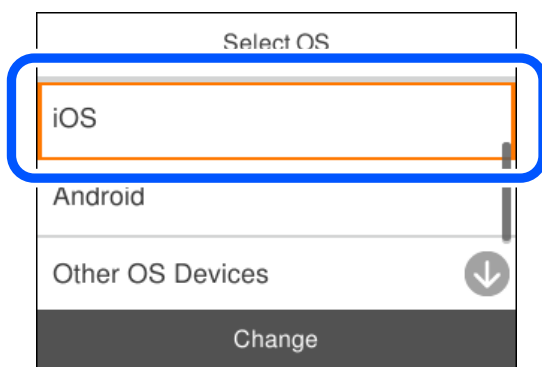 Select OS
iOS
Android
Other OS Devices
Change